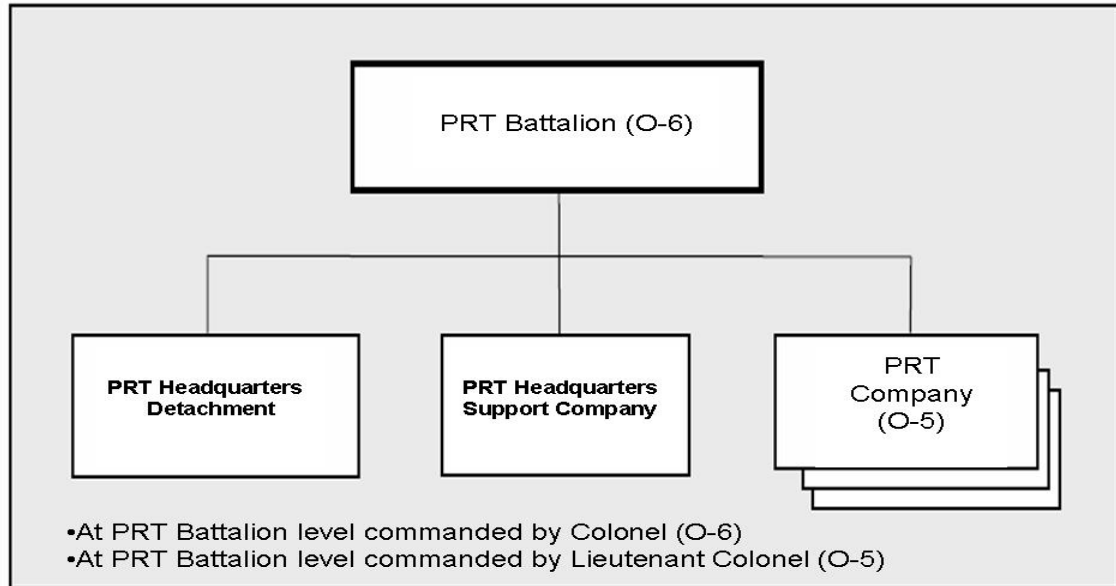 PRT Battalion (O-6)
PRT Headquarters
Detachment
PRT Headquarters
Support Company
PRT
Company
(O-5)
•At PRT Battalion level commanded by Colonel (O-6)
•At PRT Battalion level commanded by Lieutenant Colonel (O-5)